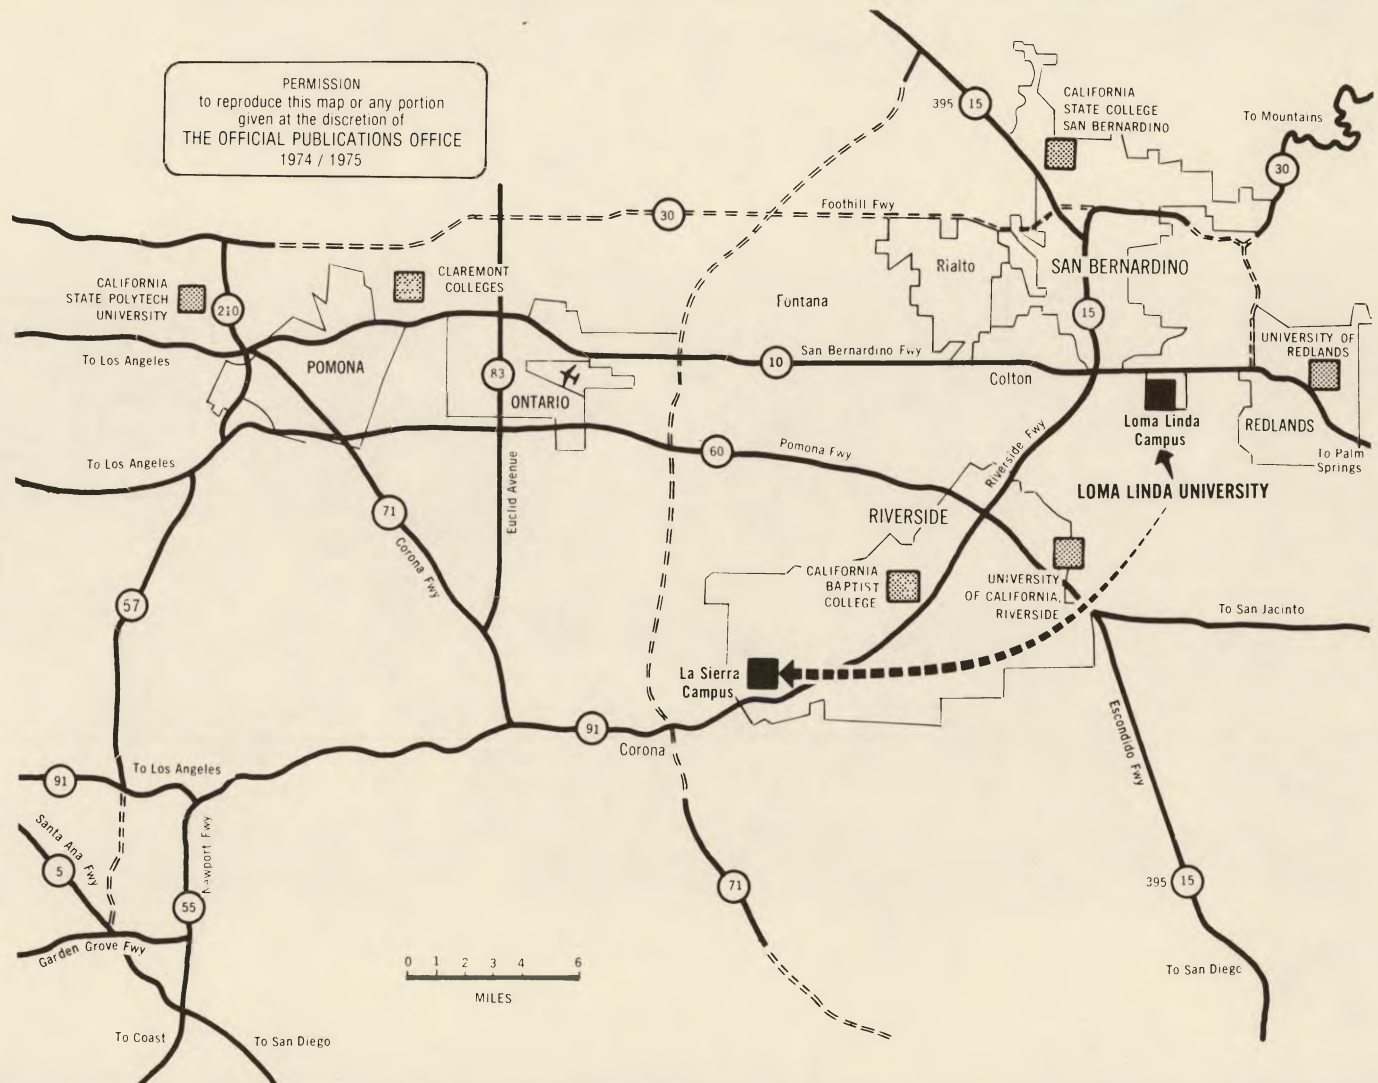 PERMISSION
to reproduce this map or any portion
given at the discretion of
THE OFFICIAL PUBLICATIONS OFFICE
1974 / 1975
395
15
CALIFORNIA
STATE COLLEGE
SAN BERNARDINO
To Mountains
30
30
Foothill Fwy
CALIFORNIA
STATE POLYTECH
UNIVERSITY
210
CLAREMONT
COLLEGES
Rialto
SAN BERNARDINO
Fontana
15
To Los Angeles
POMONA
83
ONTARIO
10
San Bernardino Fwy
Colton
UNIVERSITY OF
REDLANDS
Loma Linda
Campus
REDLANDS
To Palm
Springs
To Los Angeles
60
Pomona Fwy
Riverside Fwy
LOMA LINDA UNIVERSITY
Euclid Avenue
71
Corona Fwy
RIVERSIDE
CALIFORNIA
BAPTIST
COLLEGE
UNIVERSITY
OF CALIFORNIA,
RIVERSIDE
57
To San Jacinto
La Sierra
Campus
91
Corona
Escondido Fwy
91
To Los Angeles
Santa Ana Fwy
5
Newport Fwy
55
71
395
15
Garden Grove Fwy
0 1 2 3 4 6
MILES
To San Diego
To Coast
To San Diego